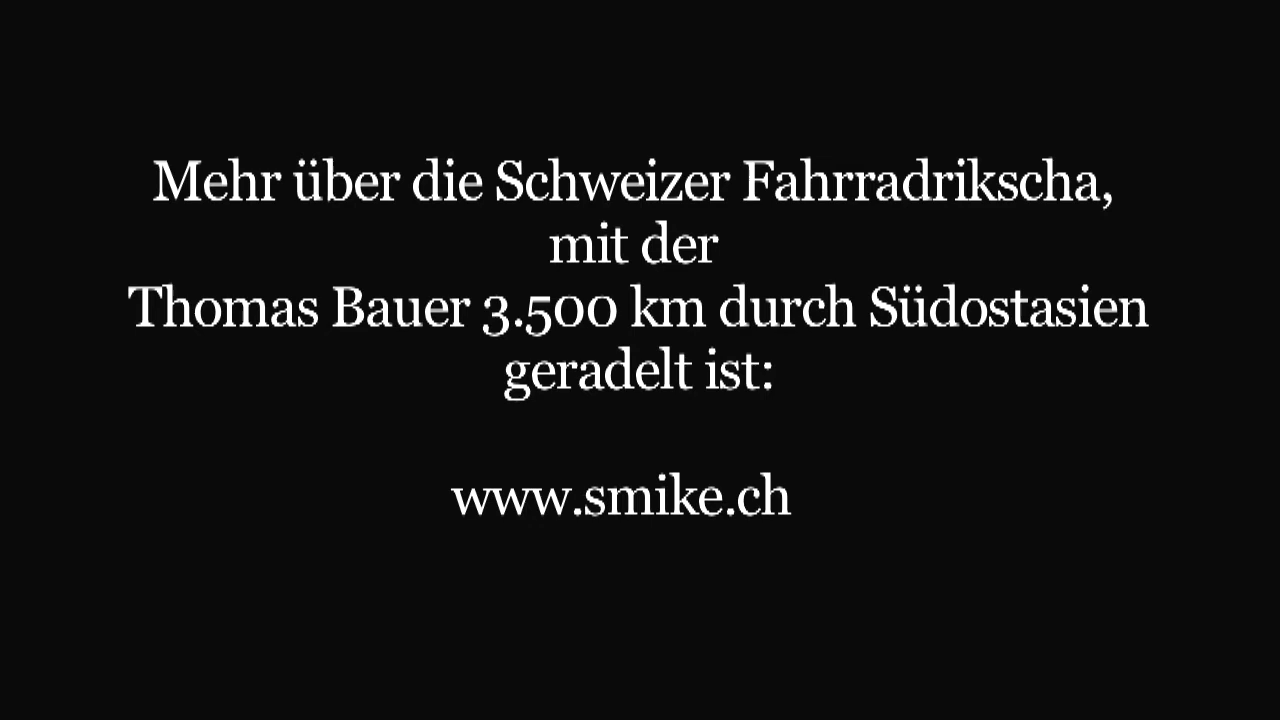 Mehr über die Schweizer Fahrradrikscha,
mit der
Thomas Bauer 3.500 km durch Südostasien
geradelt ist:
www.smike.ch